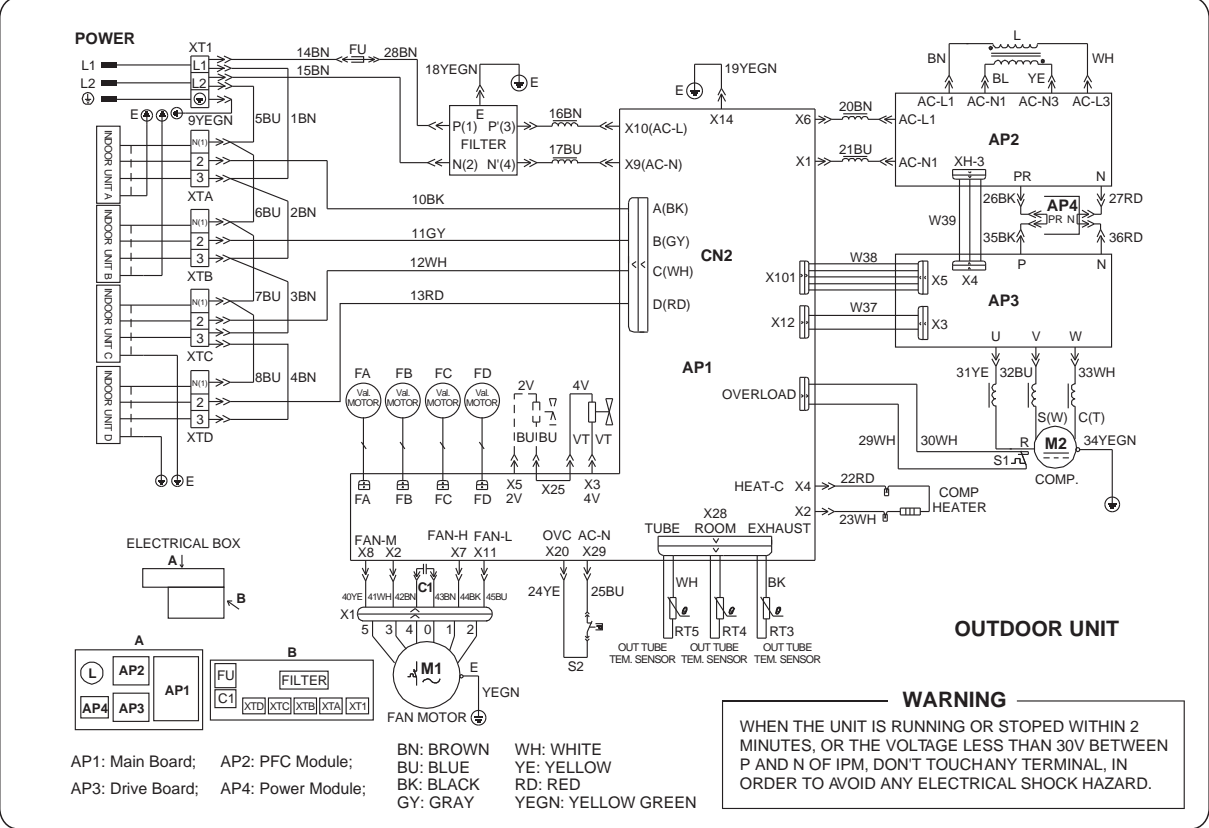 POWER
XT1
L1
L2
L1
L2
14BN
FU
28BN
15BN
18YEGN
E
19YEGN
E
E
9YEGN
5BU
1BN
E
P(1)
P'(3)
FILTER
N(2)
N'(4)
16BN
17BU
X10(AC-L)
X9(AC-N)
X14
X6
X1
20BN
21BU
L
BN
BL
YE
WH
AC-L1
AC-N1
AC-N3
AC-L3
AC-L1
AC-N1
AP2
XH-3
PR
N
26BK
27RD
AP4
PR N
35BK
36RD
W39
P
N
X4
AP3
W38
X101
X5
W37
X12
X3
U
V
W
31YE
32BU
33WH
S(W)
C(T)
R
M2
34YEGN
S1
COMP.
OVERLOAD
29WH
30WH
HEAT-C
X4
X2
22RD
23WH
COMP
HEATER
INDOOR UNIT A
N(1)
2
3
XTA
6BU
2BN
INDOOR UNIT B
N(1)
2
3
XTB
7BU
3BN
INDOOR UNIT C
N(1)
2
3
XTC
8BU
4BN
INDOOR UNIT D
N(1)
2
3
XTD
E
10BK
11GY
12WH
13RD
A(BK)
B(GY)
C(WH)
D(RD)
CN2
AP1
FA
FB
FC
FD
Val.
MOTOR
Val.
MOTOR
Val.
MOTOR
Val.
MOTOR
FA
FB
FC
FD
2V
4V
BU
BU
VT
VT
X5
2V
X25
X3
4V
FAN-M
X8
X2
FAN-H
FAN-L
X7
X11
OVC
AC-N
X20
X29
X28
TUBE
ROOM
EXHAUST
C1
40YE
41WH
42BN
43BN
44BK
45BU
X1
5
3
4
0
1
2
M1
E
YEGN
FAN MOTOR
24YE
25BU
S2
WH
BK
RT5
RT4
RT3
OUT TUBE
TEM. SENSOR
OUT TUBE
TEM. SENSOR
OUT TUBE
TEM. SENSOR
ELECTRICAL BOX
A
B
A
L
AP2
AP1
AP4
AP3
B
FU
C1
FILTER
XTD
XTC
XTB
XTA
XT1
OUTDOOR UNIT
WARNING
WHEN THE UNIT IS RUNNING OR STOPED WITHIN 2
MINUTES, OR THE VOLTAGE LESS THAN 30V BETWEEN
P AND N OF IPM, DON'T TOUCHANY TERMINAL, IN
ORDER TO AVOID ANY ELECTRICAL SHOCK HAZARD.
AP1: Main Board;
AP2: PFC Module;
AP3: Drive Board;
AP4: Power Module;
BN: BROWN
WH: WHITE
BU: BLUE
YE: YELLOW
BK: BLACK
RD: RED
GY: GRAY
YEGN: YELLOW GREEN